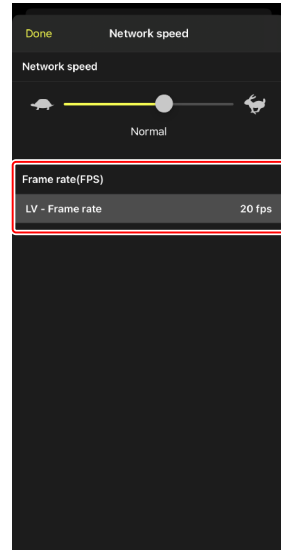 Done Network speed
Network speed
Normal
Frame rate(FPS)
LV - Frame rate 20 fps